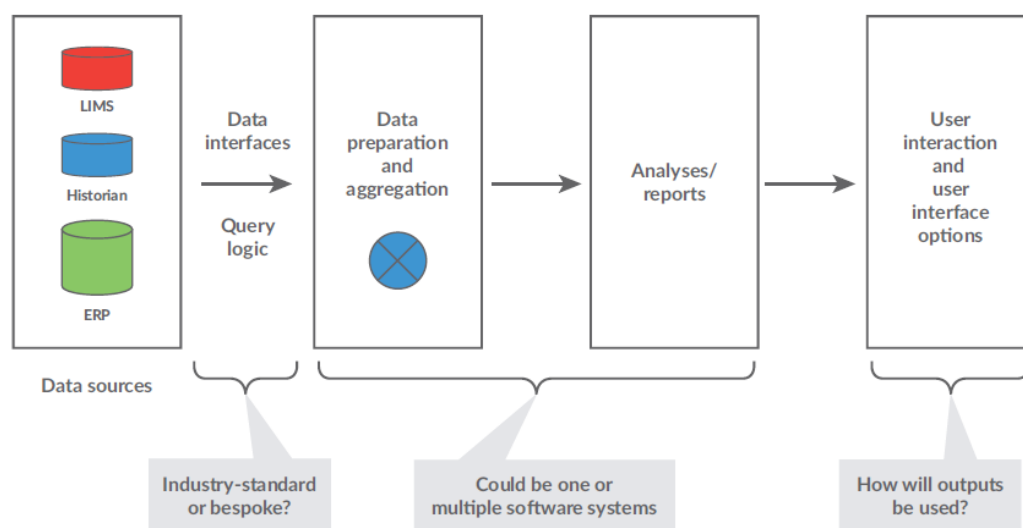 LIMS
Historian
ERP
Data sources
Data
interfaces
Query
logic
Data
preparation
and
aggregation
Analyses/
reports
User
interaction
and
user
interface
options
Industry-standard
or bespoke?
Could be one or
multiple software systems
How will outputs
be used?